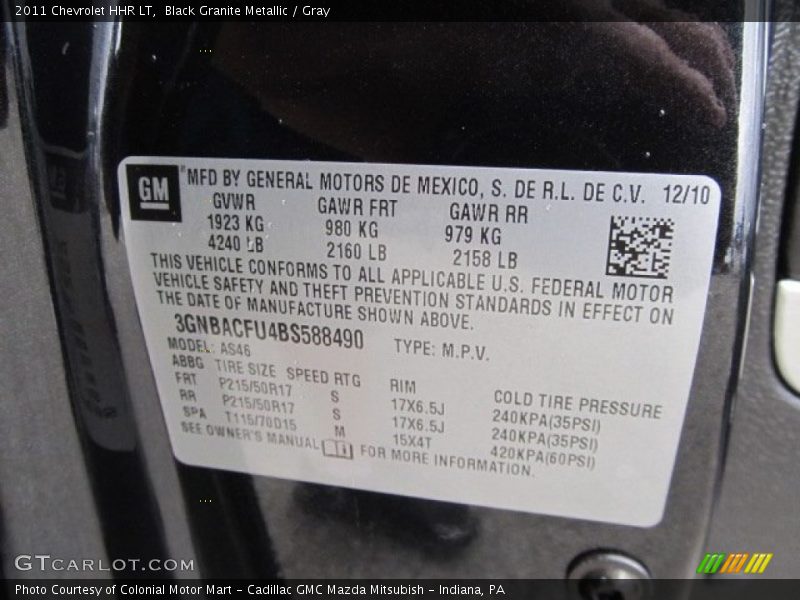 2011 Chevrolet HHR LT, Black Granite Metallic / Gray
GM
MFD BY GENERAL MOTORS DE MEXICO, S. DE R.L. DE C.V. 12/10
GVWR GAWR FRT GAWR RR
1923 KG 980 KG 979 KG
4240 LB 2160 LB 2158 LB
THIS VEHICLE CONFORMS TO ALL APPLICABLE U.S. FEDERAL MOTOR
VEHICLE SAFETY AND THEFT PREVENTION STANDARDS IN EFFECT ON
THE DATE OF MANUFACTURE SHOWN ABOVE.
3GNBACFU4BS588490 TYPE: M.P.V.
MODEL: AS46
ABBG TIRE SIZE SPEED RTG RIM COLD TIRE PRESSURE
FRT P215/50R17 S 17X6.5J 240KPA(35PSI)
RR P215/50R17 S 17X6.5J 240KPA(35PSI)
SPA T115/70D15 M 15X4T 420KPA(60PSI)
SEE OWNER'S MANUAL FOR MORE INFORMATION.
GTCARLOT.COM
Photo Courtesy of Colonial Motor Mart - Cadillac GMC Mazda Mitsubish - Indiana, PA